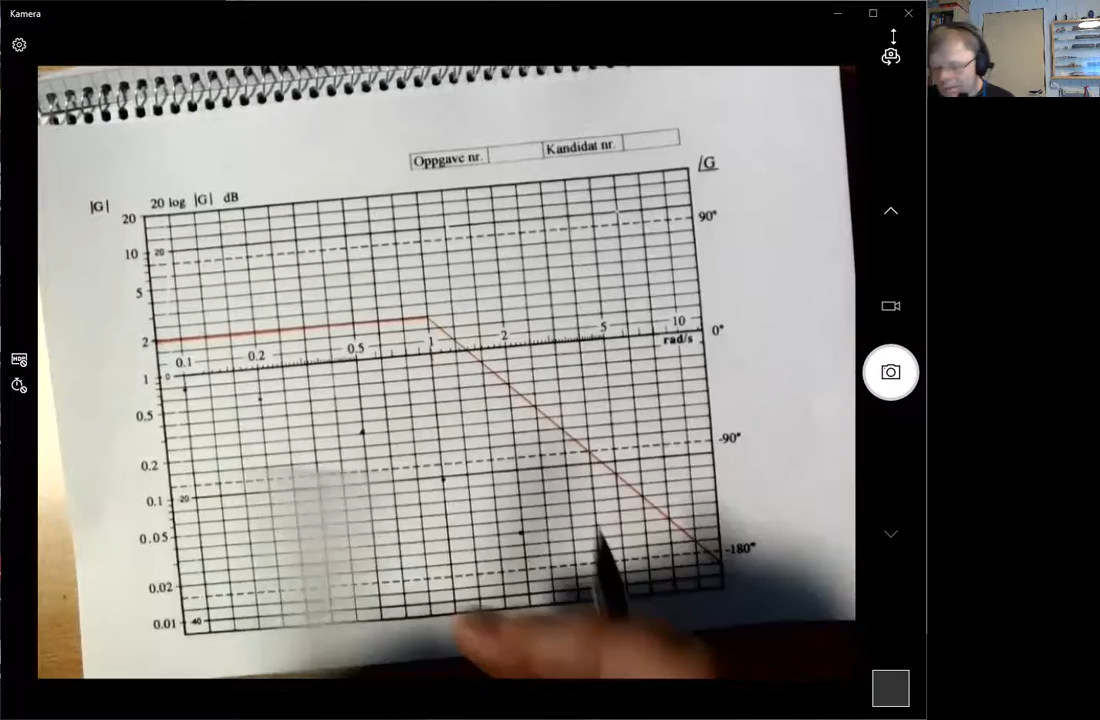 Kamera
Oppgave nr. Kandidat nr.
|G| 20 log |G| dB /G
20
90°
10 20
5
2
0.1 0.2 0.5 1 2 5 10
rad/s
0°
1 0
0.5
-90°
0.2
0.1 -20
0.05
-180°
0.02
0.01 -40
HDR